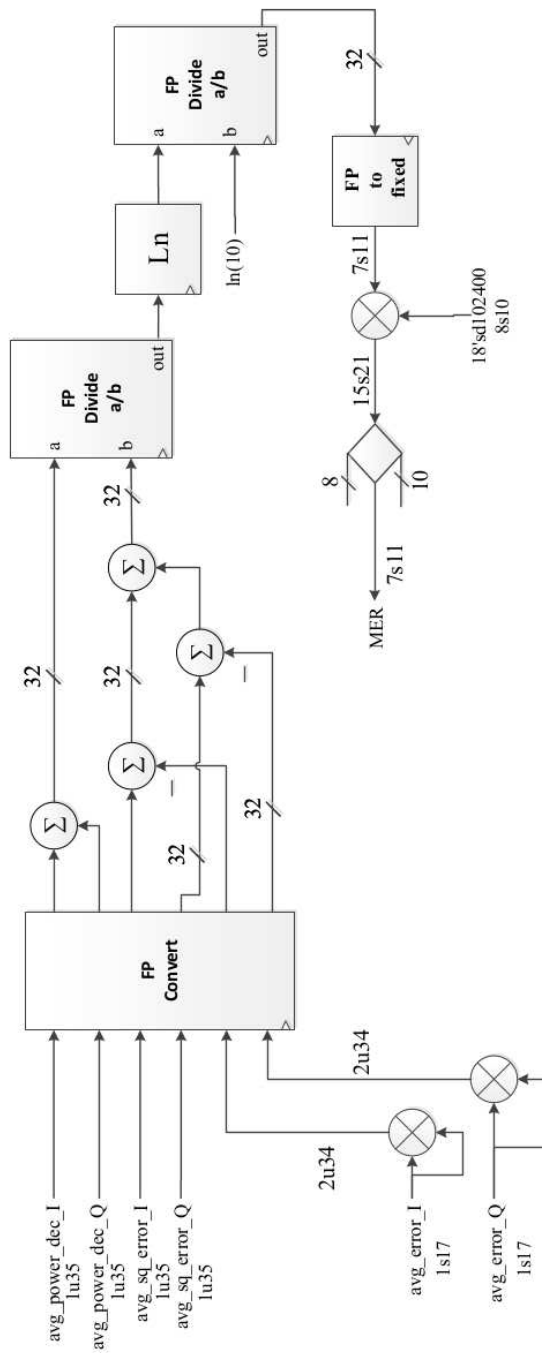 avg_power_dec_I
1u35
avg_power_dec_Q
1u35
avg_sq_error_I
1u35
avg_sq_error_Q
1u35
avg_error_I
1s17
avg_error_Q
1s17
2u34
2u34
FP
Convert
Σ
Σ
Σ
Σ
–
–
32
32
32
32
32
FP
Divide
a/b
a
b
out
Ln
ln(10)
FP
Divide
a/b
a
b
out
32
FP
to
fixed
7s11
18'sd102400
8s10
15s21
8
10
7s11
MER